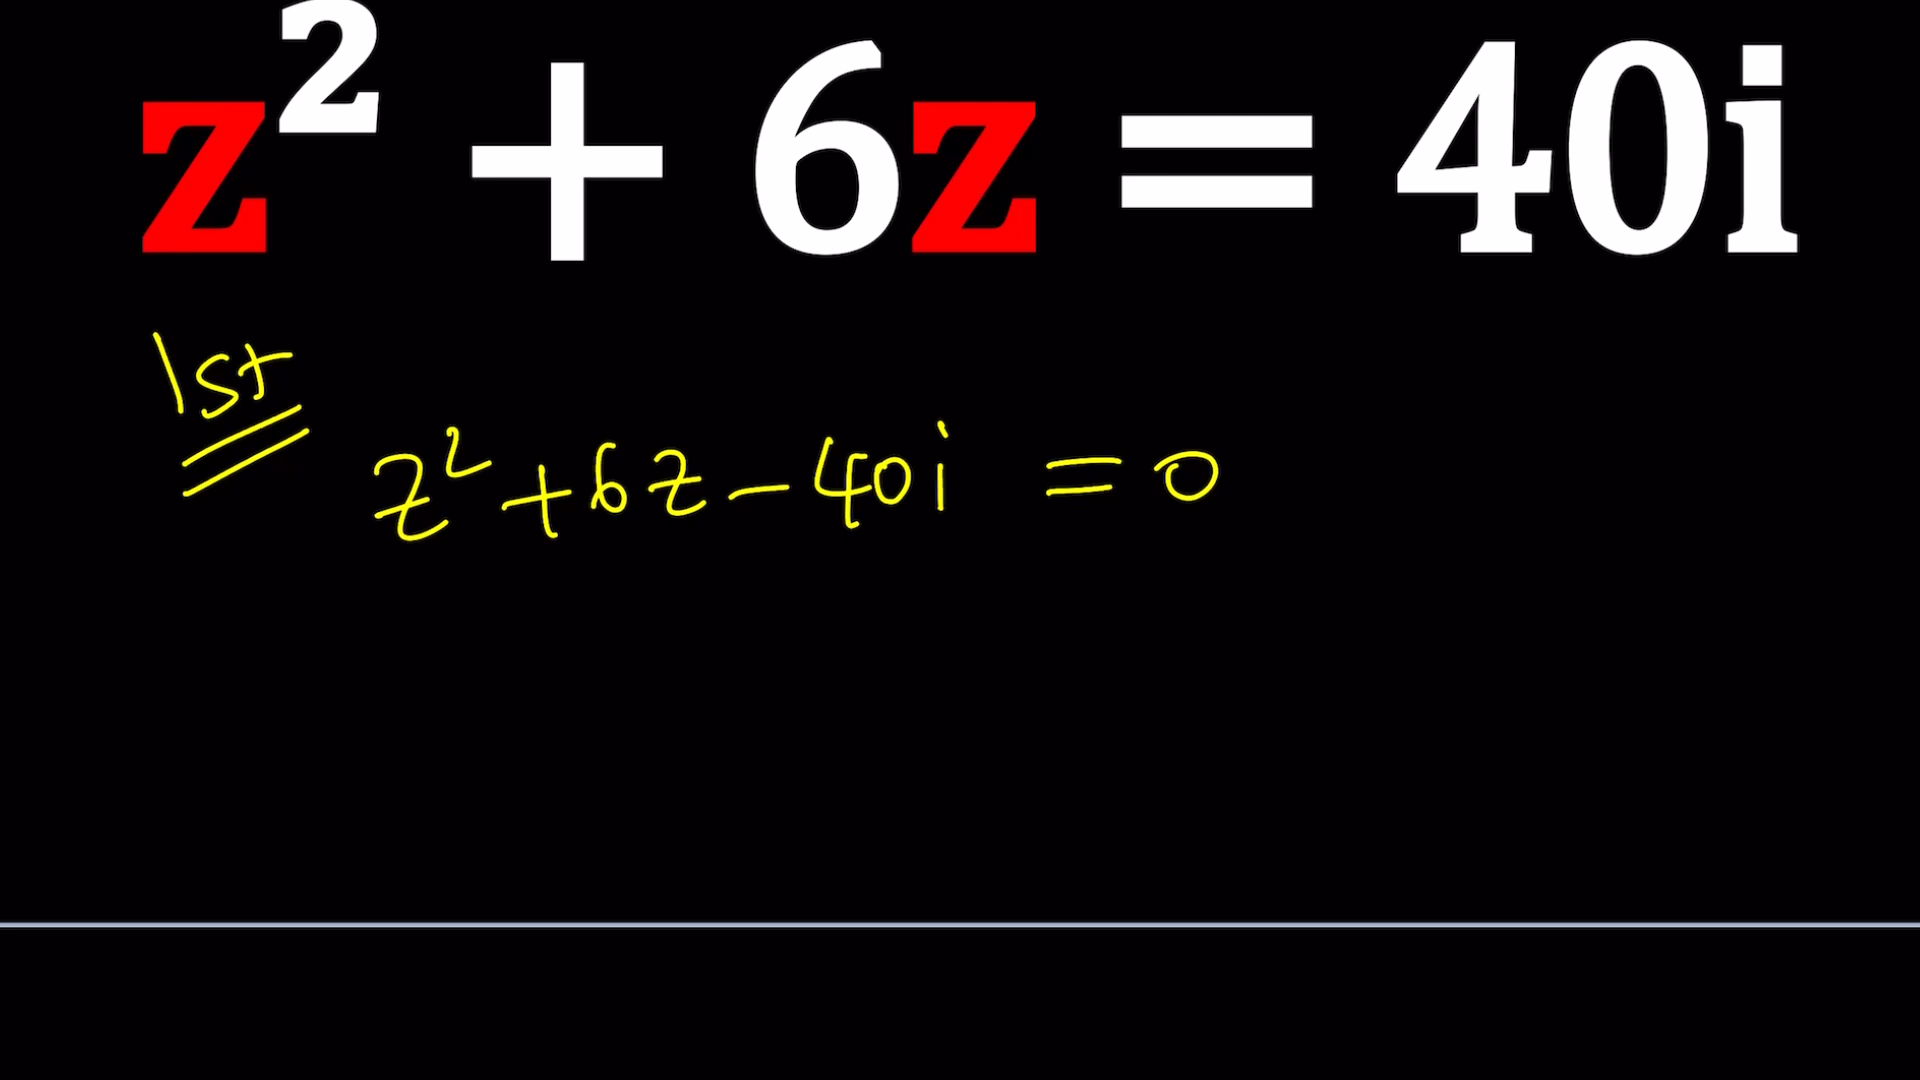 z² + 6z = 40i
1st
z² + 6z - 40i = 0